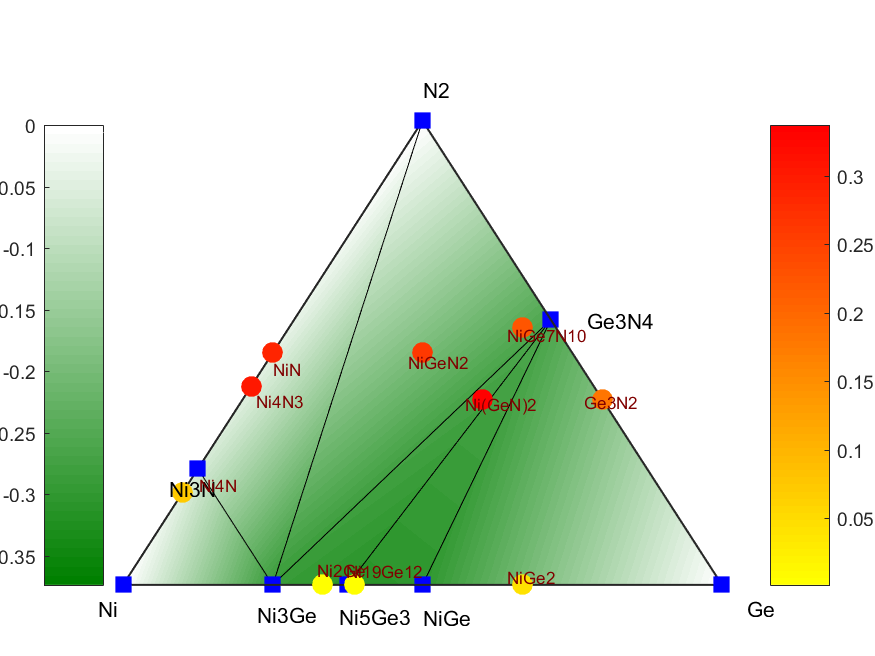 N2
0
0.05
-0.1
0.15
-0.2
0.25
-0.3
0.35
0.3
0.25
0.2
0.15
0.1
0.05
Ge3N4
NiGe7N10
NiGeN2
NiN
Ni4N3
Ni(GeN)2
Ge3N2
Ni3N
Ni4N
Ni2Ge
Ni19Ge12
NiGe2
Ni
Ni3Ge
Ni5Ge3
NiGe
Ge